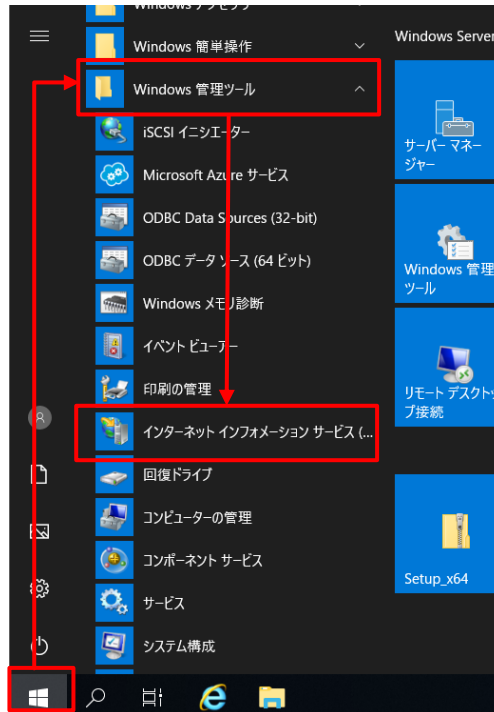 Windows 簡単操作
Windows 管理ツール
iSCSI イニシエーター
Microsoft Azure サービス
ODBC Data Sources (32-bit)
ODBC データ ソース (64 ビット)
Windows メモリ診断
イベント ビューアー
印刷の管理
インターネット インフォメーション サービス (...
回復ドライブ
コンピューターの管理
コンポーネント サービス
サービス
システム構成
Windows Server
サーバー マネー
ジャー
Windows 管理
ツール
リモート デスクトッ
プ接続
Setup_x64